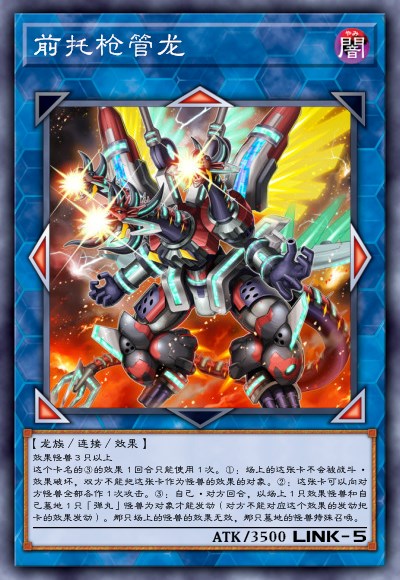 前托枪管龙
やみ
闇
【龙族／连接／效果】
效果怪兽３只以上
这个卡名的③的效果１回合只能使用１次。①：场上的这张卡不会被战斗·
效果破坏，双方不能把这张卡作为怪兽的效果的对象。②：这张卡可以向对
方怪兽全部各作１次攻击。③：自己·对方回合，以场上１只效果怪兽和自
己墓地１只「弹丸」怪兽为对象才能发动（对方不能对应这个效果的发动把
卡的效果发动）。那只场上的怪兽的效果无效，那只墓地的怪兽特殊召唤。
ATK/3500 LINK-5